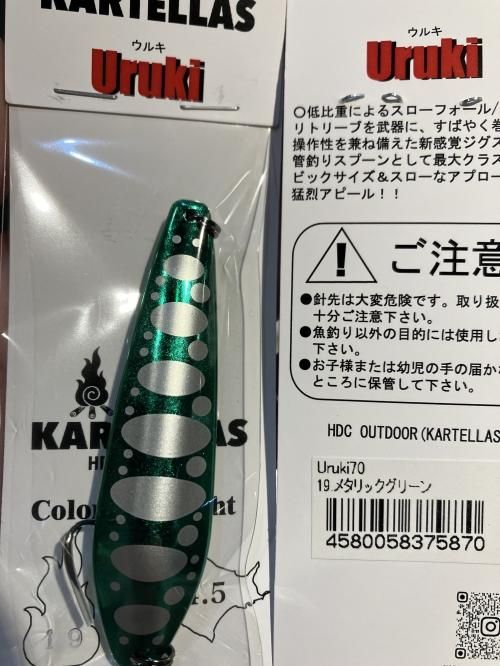 KARTELLAS
ウルキ
Uruki
KARTELLAS
Color
19
4.5
ウルキ
Uruki
〇低比重によるスローフォール/
リトリーブを武器に、すばやく巻
操作性を兼ね備えた新感覚ジグス
管釣りスプーンとして最大クラス
ビックサイズ&スローなアプロー
猛烈アピール！！
ご注意
●針先は大変危険です。取り扱
十分ご注意下さい。
●魚釣り以外の目的には使用し
下さい。
●お子様または幼児の手の届か
ところに保管して下さい。
HDC OUTDOOR(KARTELLAS
Uruki70
19.メタリックグリーン
4580058375870